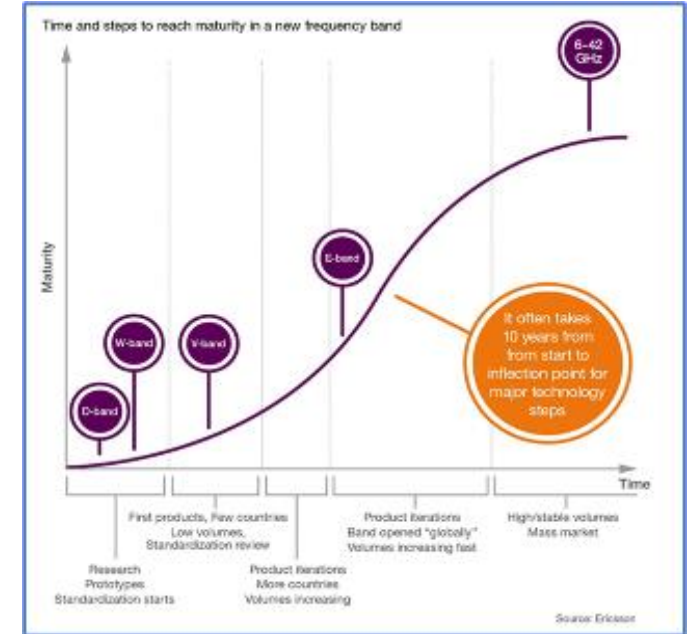 Time and steps to reach maturity in a new frequency band
6–42
GHz
E-band
W-band
V-band
D-band
It often takes
10 years from
from start to
inflection point for
major technology
steps
Maturity
Time
First products, Few countries
Low volumes,
Standardization review
Product iterations
Band opened "globally"
Volumes increasing fast
High/stable volumes
Mass market
Research
Prototypes
Standardization starts
Product iterations
More countries
Volumes increasing
Source: Ericsson